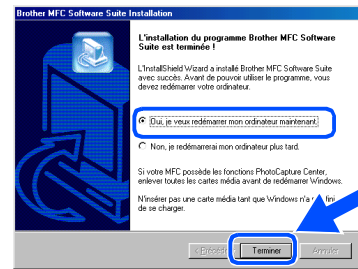 Brother MFC Software Suite Installation
L'installation du programme Brother MFC Software
Suite est terminée !
L'InstallShield Wizard a installé Brother MFC Software Suite
avec succès. Avant de pouvoir utiliser le programme, vous
devez redémarrer votre ordinateur.
Oui, je veux redémarrer mon ordinateur maintenant.
Non, je redémarrerai mon ordinateur plus tard.
Si votre MFC possède les fonctions PhotoCapture Center,
enlever toutes les cartes média avant de redémarrer Windows.
N'insérer pas une carte média tant que Windows n'a fini
de se charger.
< Précédent Terminer Annuler